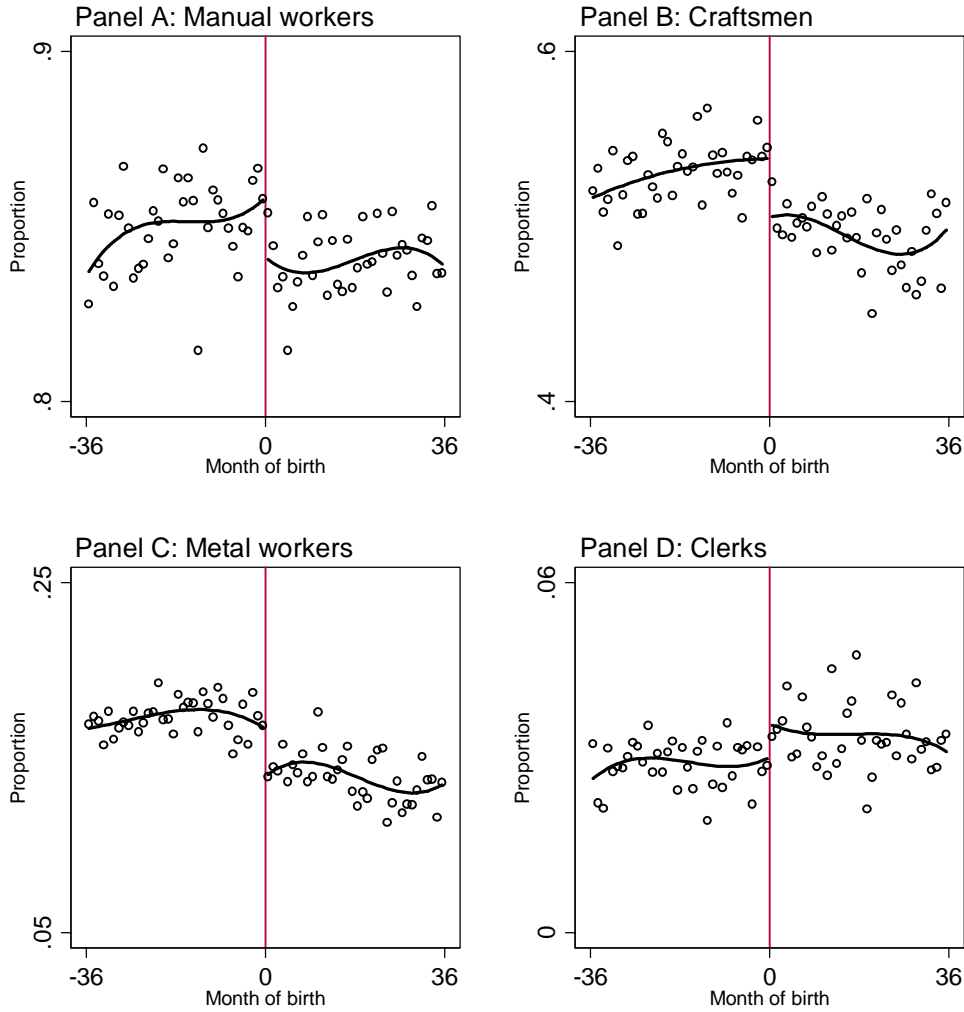 Panel A: Manual workers
Proportion
.9
.8
-36 0 36
Month of birth
Panel B: Craftsmen
Proportion
.6
.4
-36 0 36
Month of birth
Panel C: Metal workers
Proportion
.25
.05
-36 0 36
Month of birth
Panel D: Clerks
Proportion
.06
0
-36 0 36
Month of birth